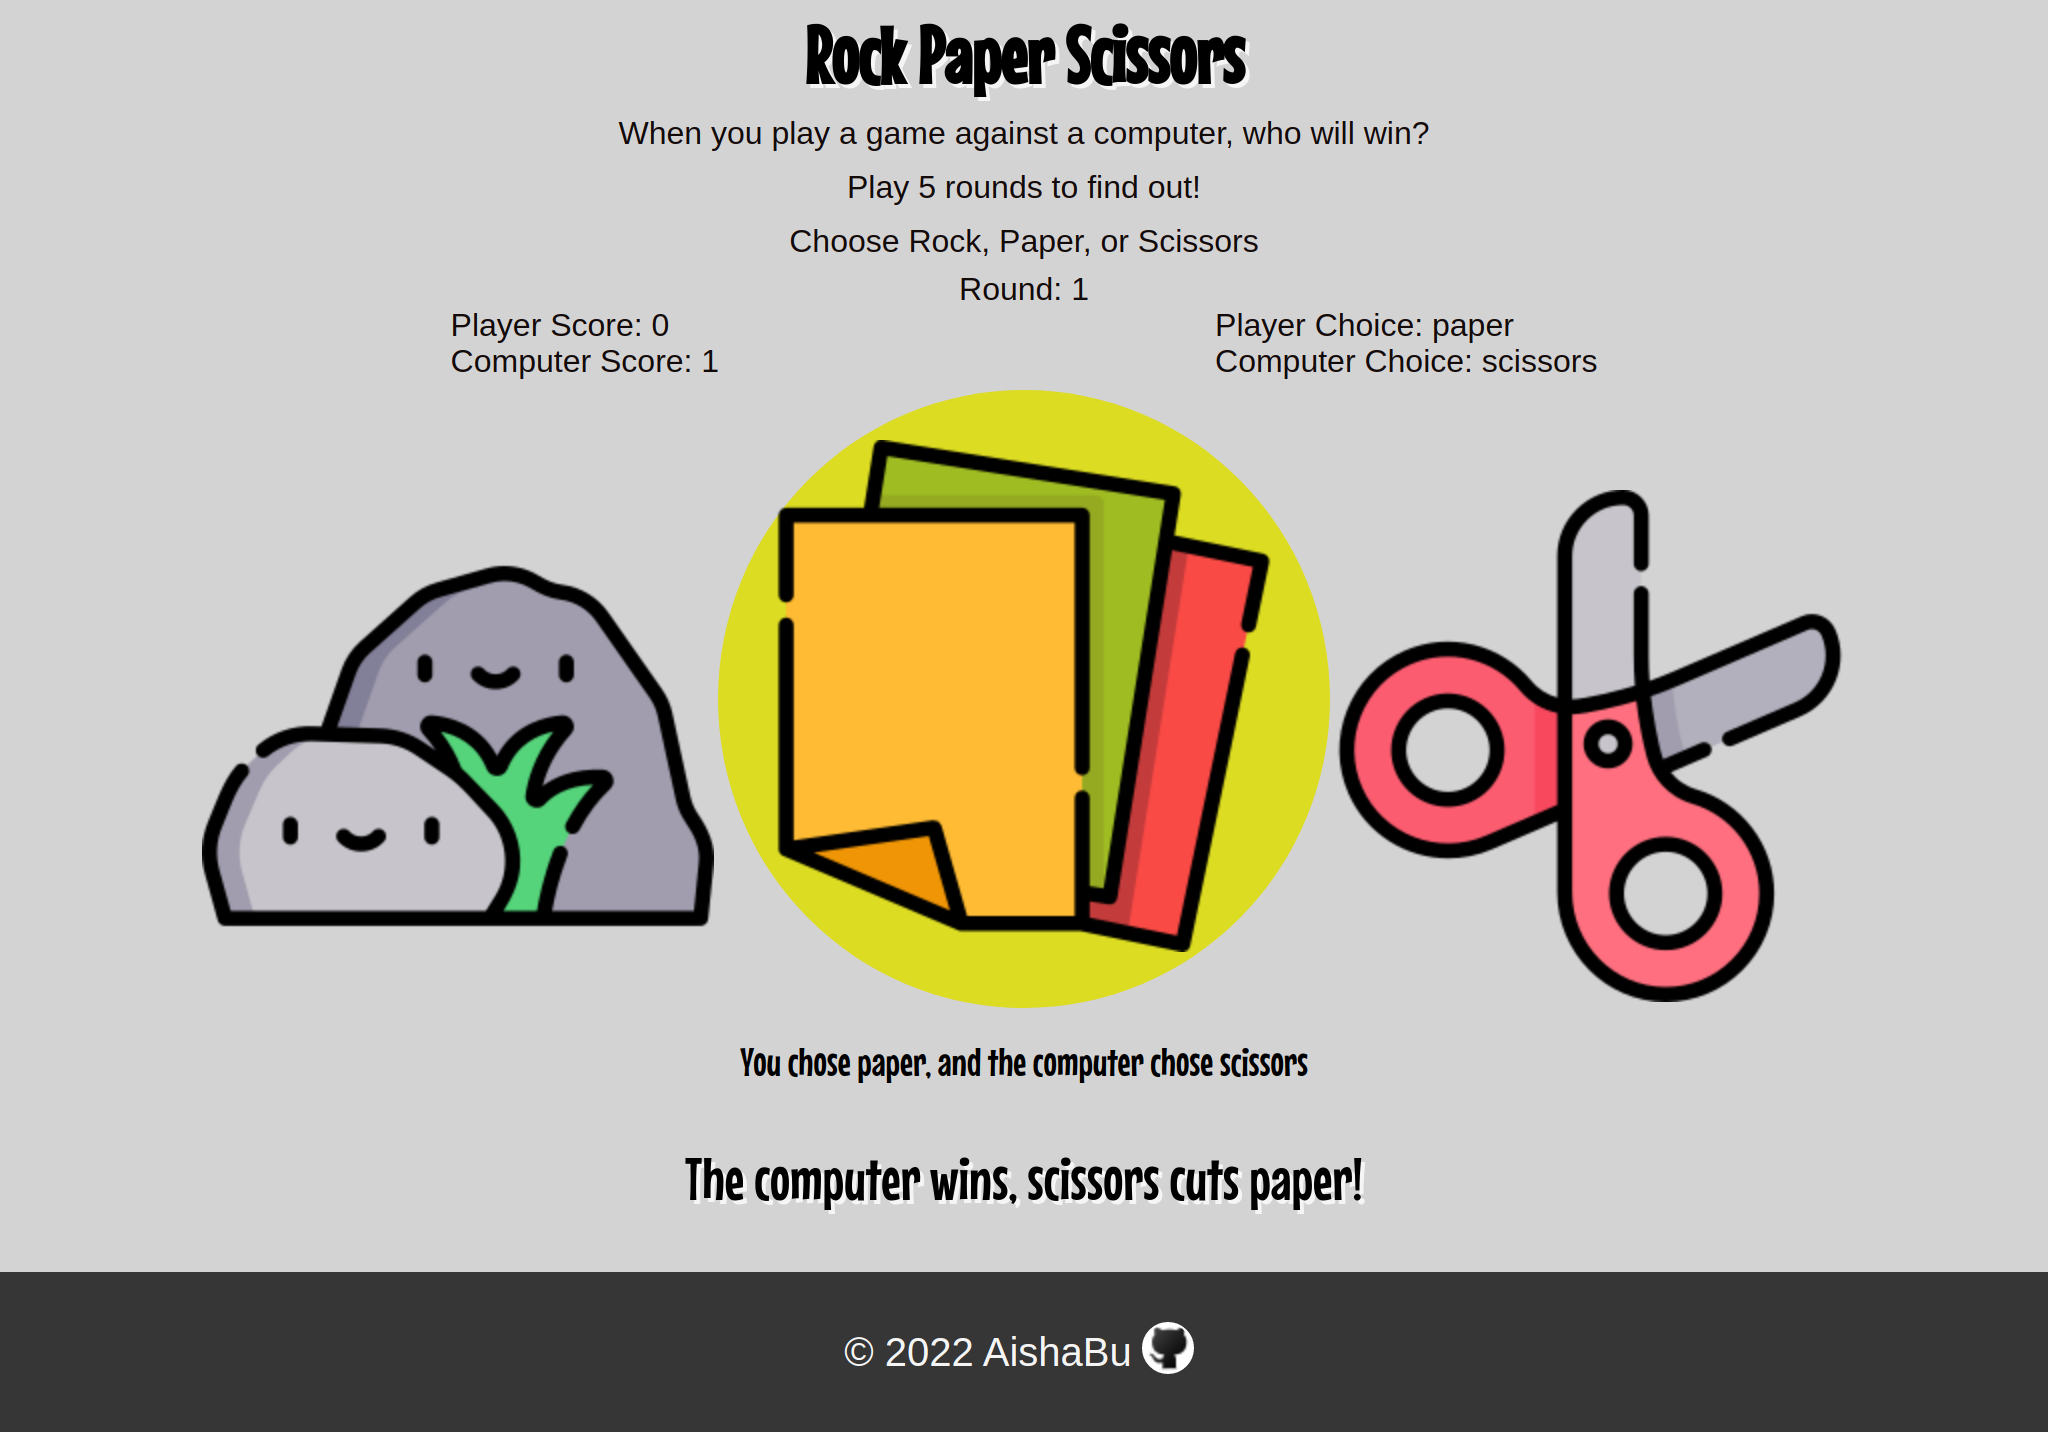 Rock Paper Scissors
When you play a game against a computer, who will win?
Play 5 rounds to find out!
Choose Rock, Paper, or Scissors
Round: 1
Player Score: 0
Computer Score: 1
Player Choice: paper
Computer Choice: scissors
You chose paper, and the computer chose scissors
The computer wins, scissors cuts paper!
© 2022 AishaBu